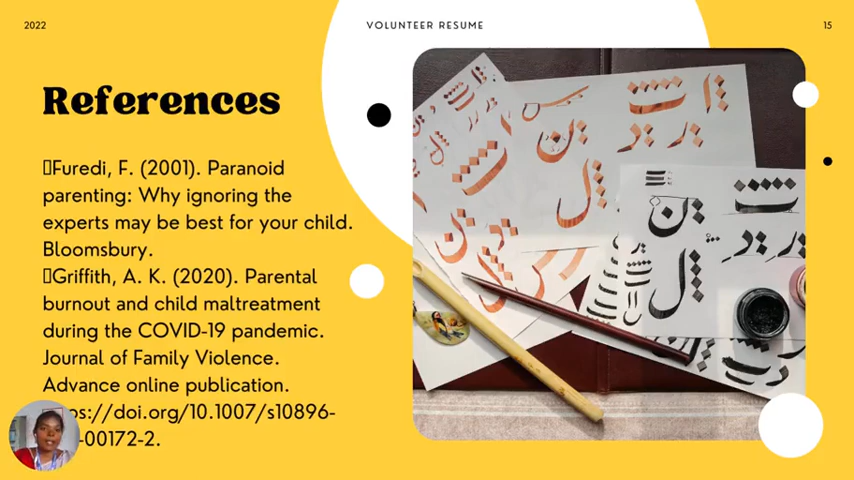 2022
VOLUNTEER RESUME
15
References
Furedi, F. (2001). Paranoid
parenting: Why ignoring the
experts may be best for your child.
Bloomsbury.
Griffith, A. K. (2020). Parental
burnout and child maltreatment
during the COVID-19 pandemic.
Journal of Family Violence.
Advance online publication.
ps://doi.org/10.1007/s10896-
-00172-2.